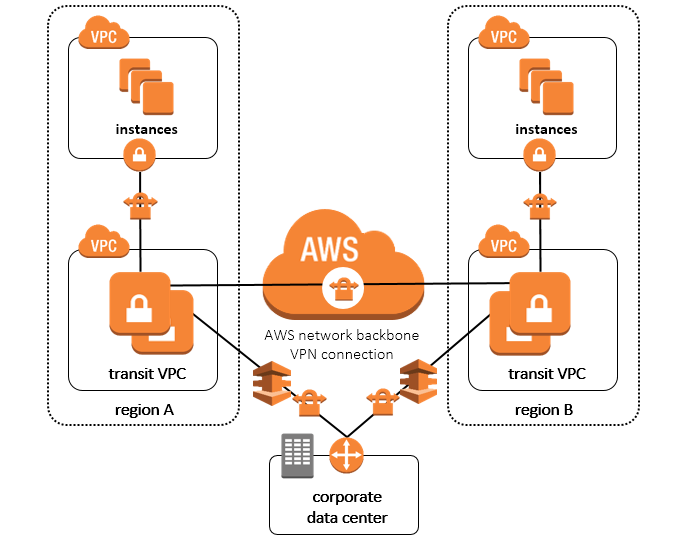 VPC
instances
VPC
instances
VPC
transit VPC
region A
AWS
AWS network backbone
VPN connection
VPC
transit VPC
region B
corporate
data center